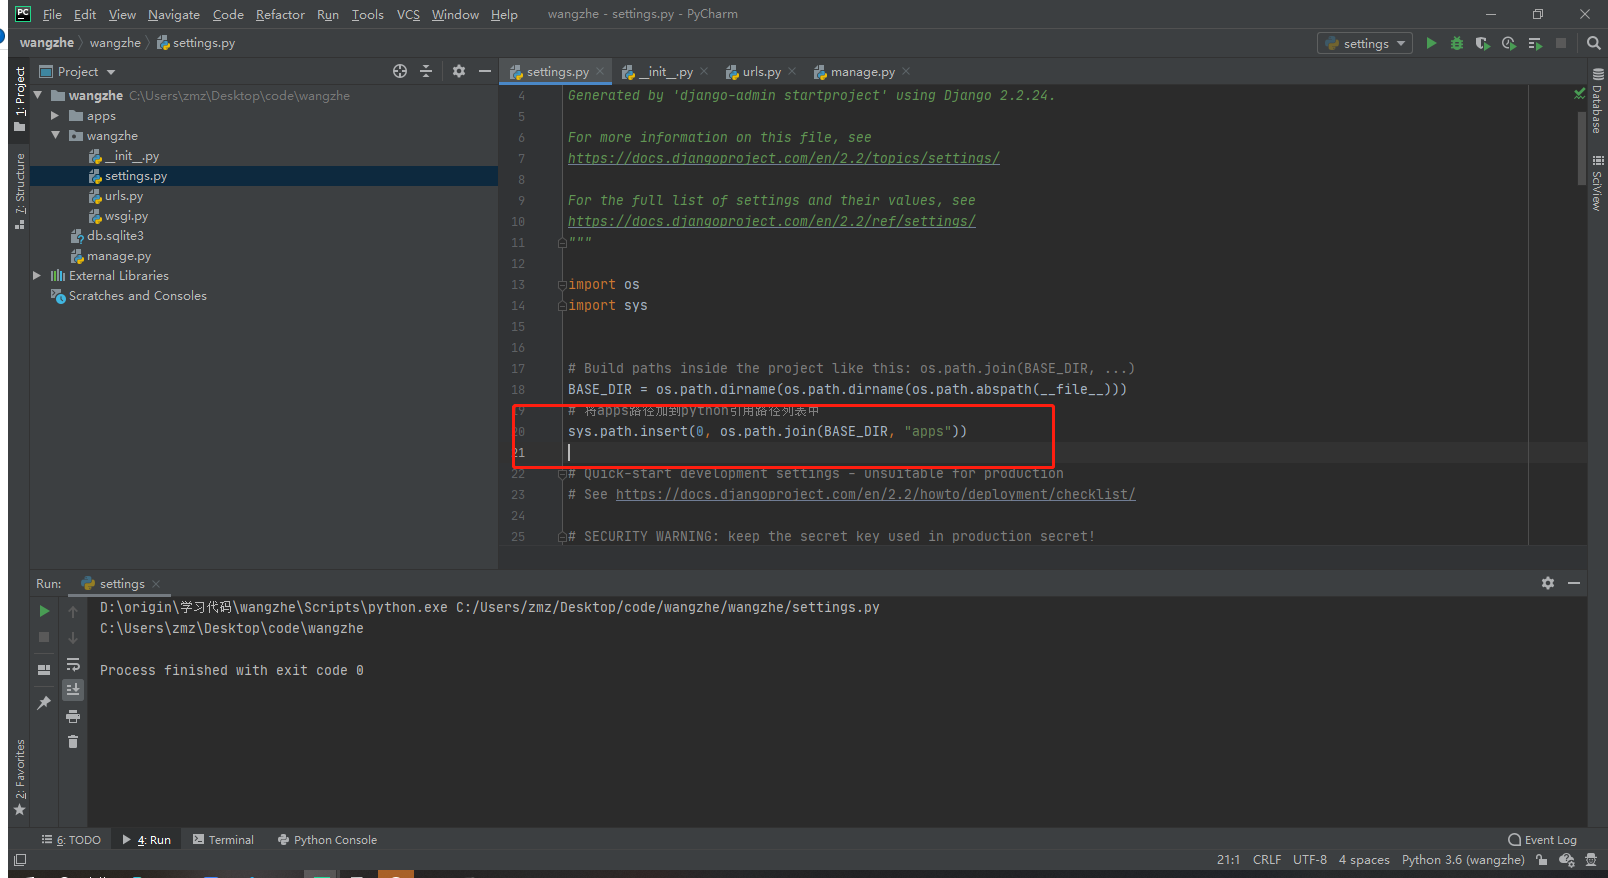 File Edit View Navigate Code Refactor Run Tools VCS Window Help wangzhe - settings.py - PyCharm
wangzhe wangzhe settings.py settings
1: Project
7: Structure
2: Favorites
Project
wangzhe C:\Users\zmz\Desktop\code\wangzhe
apps
wangzhe
__init__.py
settings.py
urls.py
wsgi.py
db.sqlite3
manage.py
External Libraries
Scratches and Consoles
settings.py __init__.py urls.py manage.py
4 Generated by 'django-admin startproject' using Django 2.2.24.
5
6 For more information on this file, see
7 https://docs.djangoproject.com/en/2.2/topics/settings/
8
9 For the full list of settings and their values, see
10 https://docs.djangoproject.com/en/2.2/ref/settings/
11 """
12
13 import os
14 import sys
15
16
17 # Build paths inside the project like this: os.path.join(BASE_DIR, ...)
18 BASE_DIR = os.path.dirname(os.path.dirname(os.path.abspath(__file__)))
19 # 将apps路径加到python引用路径列表中
20 sys.path.insert(0, os.path.join(BASE_DIR, "apps"))
21
22 # Quick-start development settings - unsuitable for production
23 # See https://docs.djangoproject.com/en/2.2/howto/deployment/checklist/
24
25 # SECURITY WARNING: keep the secret key used in production secret!
Database
SciView
Run: settings
D:\origin\学习代码\wangzhe\Scripts\python.exe C:/Users/zmz/Desktop/code/wangzhe/wangzhe/settings.py
C:\Users\zmz\Desktop\code\wangzhe
Process finished with exit code 0
6: TODO 4: Run Terminal Python Console Event Log
21:1 CRLF UTF-8 4 spaces Python 3.6 (wangzhe)